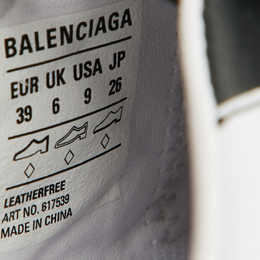 BALENCIAGA
EUR UK USA JP
39 6 9 26
LEATHERFREE
ART NO. 617539
MADE IN CHINA